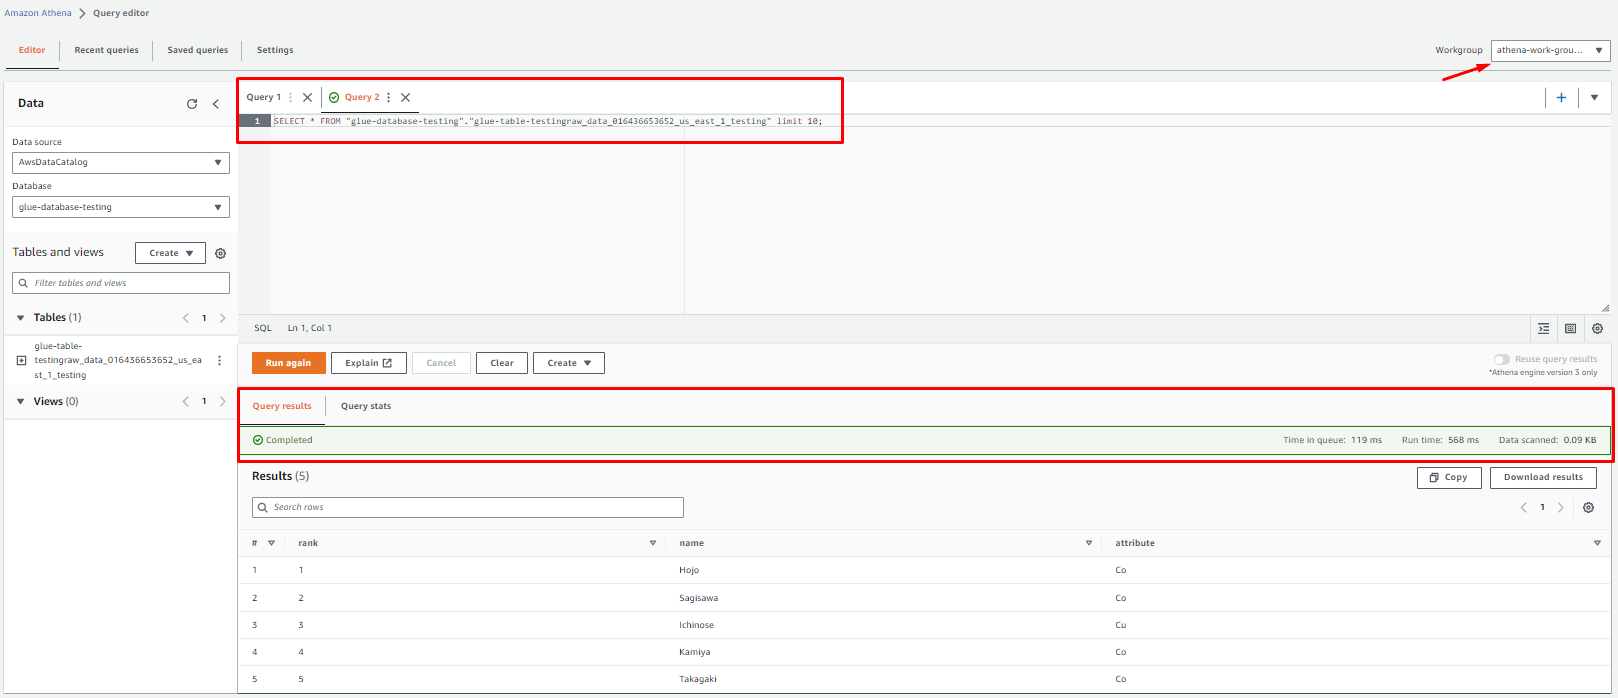 Amazon Athena > Query editor
Editor Recent queries Saved queries Settings
Workgroup athena-work-grou...
Data
Data source
AwsDataCatalog
Database
glue-database-testing
Tables and views Create
Filter tables and views
Tables (1) < 1 >
glue-table-
testingraw_data_016436653652_us_ea
st_1_testing
Views (0) < 1 >
Query 1 Query 2
1 SELECT * FROM "glue-database-testing"."glue-table-testingraw_data_016436653652_us_east_1_testing" limit 10;
SQL Ln 1, Col 1
Run again Explain Cancel Clear Create
Reuse query results
*Athena engine version 3 only
Query results Query stats
Completed Time in queue: 119 ms Run time: 568 ms Data scanned: 0.09 KB
Results (5) Copy Download results
Search rows < 1 >
# rank name attribute
1 1 Hojo Co
2 2 Sagisawa Co
3 3 Ichinose Cu
4 4 Kamiya Co
5 5 Takagaki Co